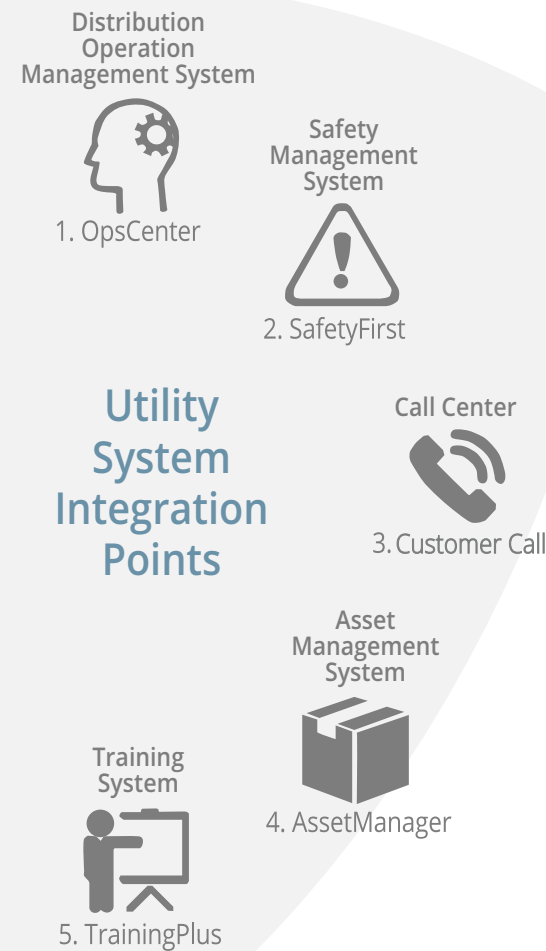 Distribution
Operation
Management System
1. OpsCenter
Safety
Management
System
2. SafetyFirst
Utility
System
Integration
Points
Call Center
3. Customer Call
Asset
Management
System
4. AssetManager
Training
System
5. TrainingPlus